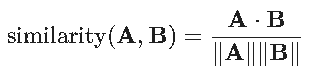 similarity(𝐀, 𝐁) = 𝐀 · 𝐁 / ‖𝐀‖‖𝐁‖